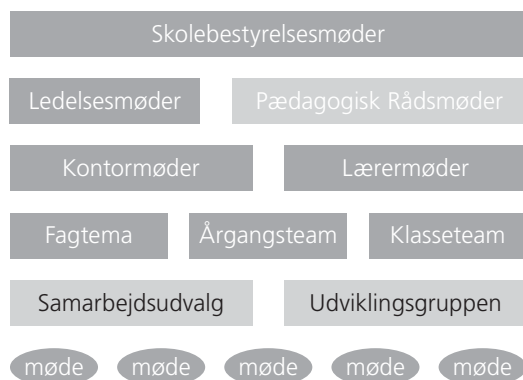 Skolebestyrelsesmøder
Ledelsesmøder Pædagogisk Rådsmøder
Kontormøder Lærermøder
Fagtema Årgangsteam Klasseteam
Samarbejdsudvalg Udviklingsgruppen
møde møde møde møde møde